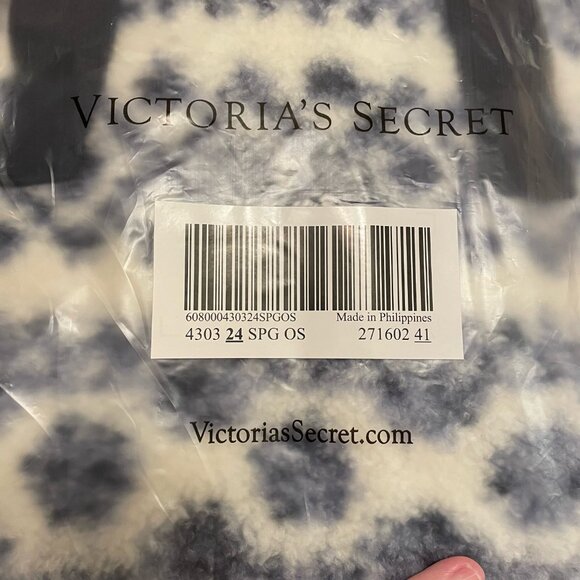 VICTORIA'S SECRET
608000430324SPGOS Made in Philippines
4303 24 SPG OS 271602 41
VictoriasSecret.com